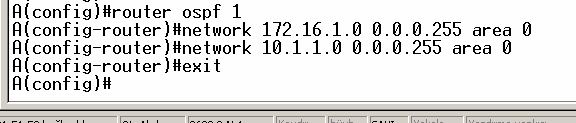 A(config)#router ospf 1
A(config-router)#network 172.16.1.0 0.0.0.255 area 0
A(config-router)#network 10.1.1.0 0.0.0.255 area 0
A(config-router)#exit
A(config)#